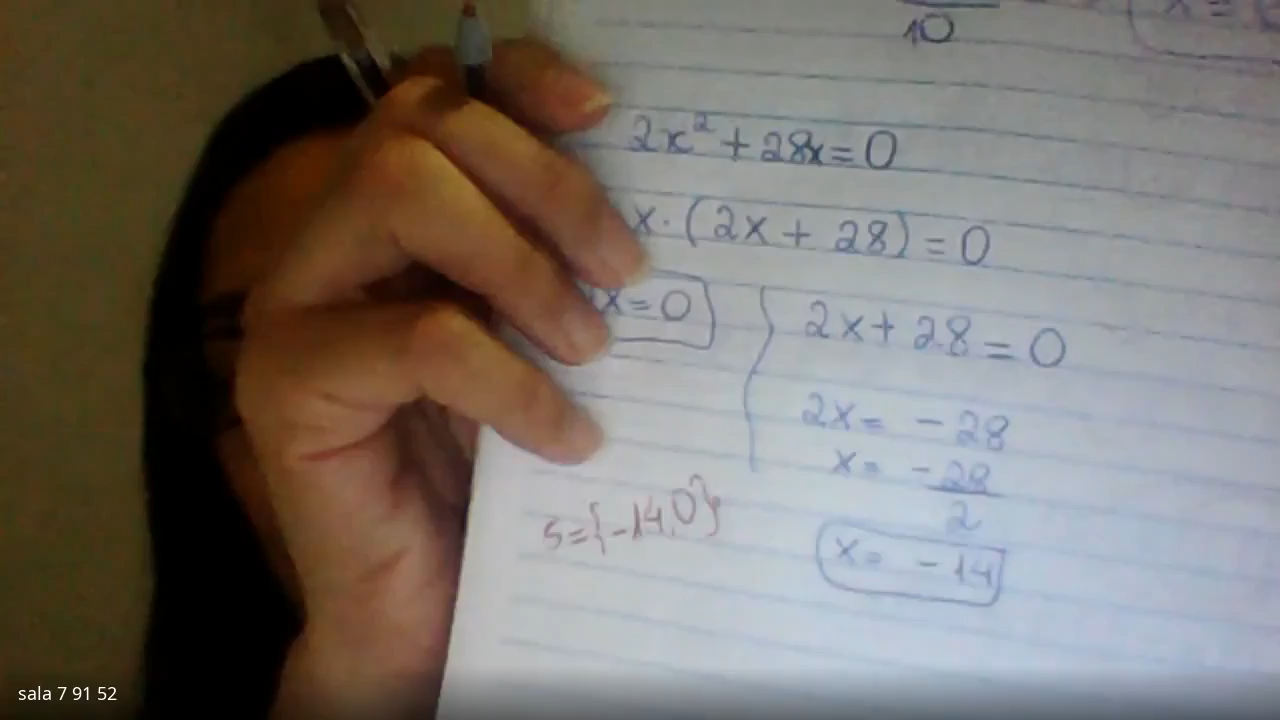 10
2x² + 28x = 0
x · (2x + 28) = 0
x = 0
2x + 28 = 0
2x = - 28
x = - 28
2
x = - 14
S = {-14, 0}
sala 7 91 52